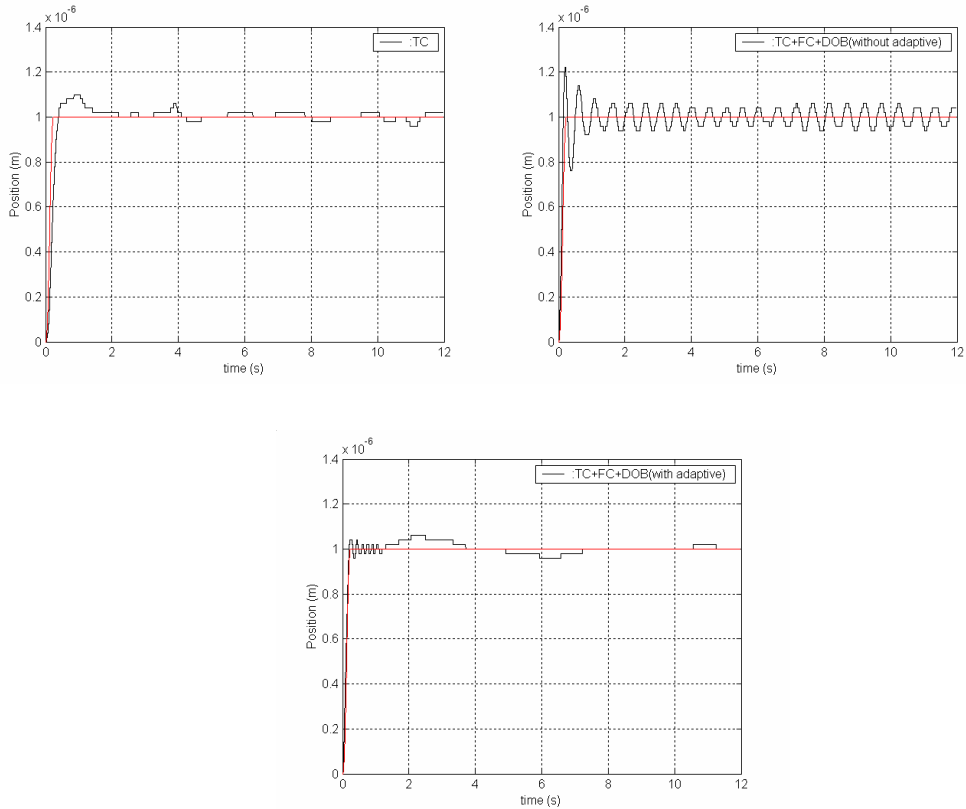 x 10-6
:TC
1.4
1.2
1
0.8
0.6
0.4
0.2
0
Position (m)
0 2 4 6 8 10 12
time (s)
x 10-6
:TC+FC+DOB(without adaptive)
1.4
1.2
1
0.8
0.6
0.4
0.2
0
Position (m)
0 2 4 6 8 10 12
time (s)
x 10-6
:TC+FC+DOB(with adaptive)
1.4
1.2
1
0.8
0.6
0.4
0.2
0
Position (m)
0 2 4 6 8 10 12
time (s)